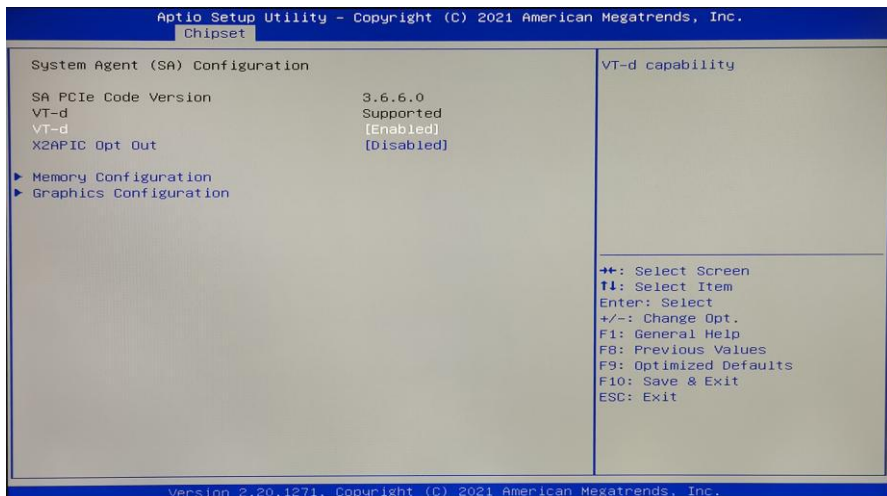 Aptio Setup Utility – Copyright (C) 2021 American Megatrends, Inc.
Chipset
System Agent (SA) Configuration
SA PCIe Code Version 3.6.6.0
VT-d Supported
VT-d [Enabled]
X2APIC Opt Out [Disabled]
▶ Memory Configuration
▶ Graphics Configuration
VT-d capability
→←: Select Screen
↑↓: Select Item
Enter: Select
+/-: Change Opt.
F1: General Help
F8: Previous Values
F9: Optimized Defaults
F10: Save & Exit
ESC: Exit
Version 2.20.1271. Copyright (C) 2021 American Megatrends, Inc.